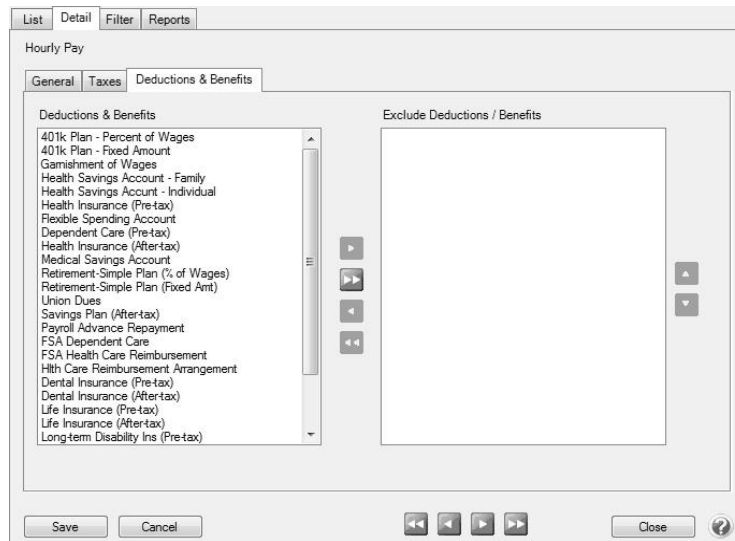 List Detail Filter Reports
Hourly Pay
General Taxes Deductions & Benefits
Deductions & Benefits
Exclude Deductions / Benefits
401k Plan - Percent of Wages
401k Plan - Fixed Amount
Garnishment of Wages
Health Savings Account - Family
Health Savings Accunt - Individual
Health Insurance (Pre-tax)
Flexible Spending Account
Dependent Care (Pre-tax)
Health Insurance (After-tax)
Medical Savings Account
Retirement-Simple Plan (% of Wages)
Retirement-Simple Plan (Fixed Amt)
Union Dues
Savings Plan (After-tax)
Payroll Advance Repayment
FSA Dependent Care
FSA Health Care Reimbursement
Hlth Care Reimbursement Arrangement
Dental Insurance (Pre-tax)
Dental Insurance (After-tax)
Life Insurance (Pre-tax)
Life Insurance (After-tax)
Long-term Disability Ins (Pre-tax)
Save Cancel Close ?